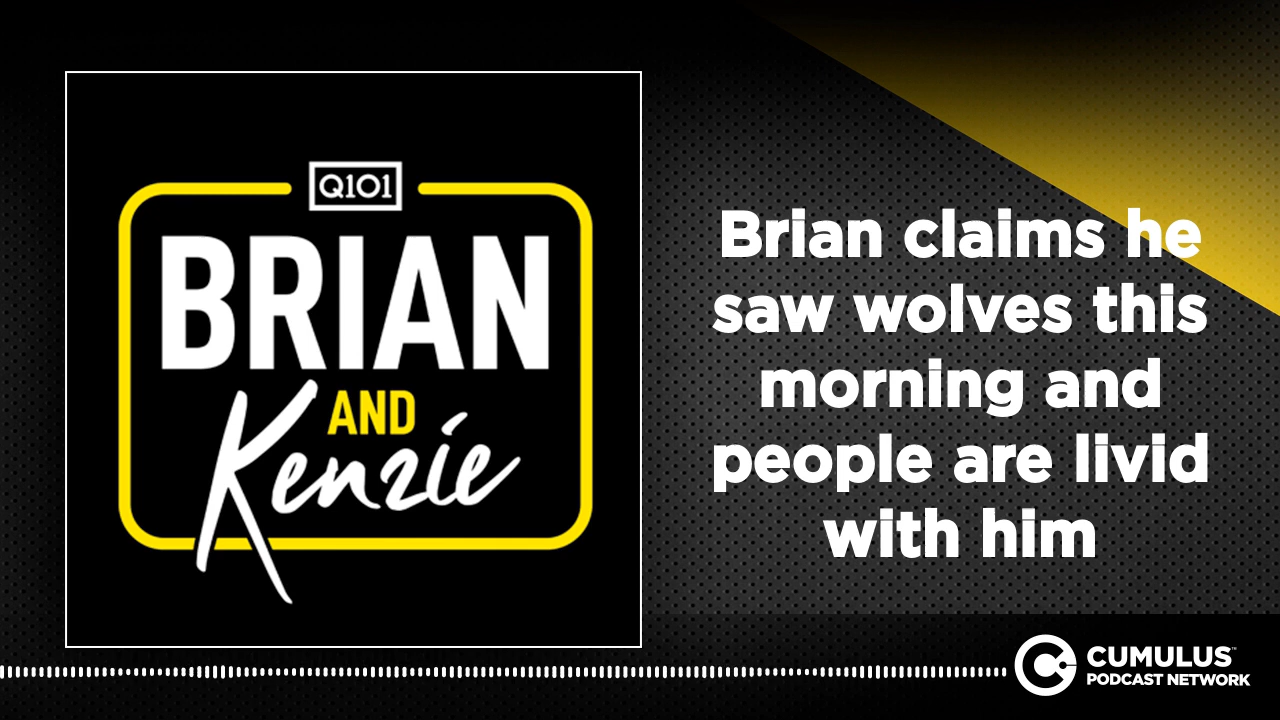 Q101
BRIAN
AND
Kenzie
Brian claims he
saw wolves this
morning and
people are livid
with him
CUMULUS™
PODCAST NETWORK